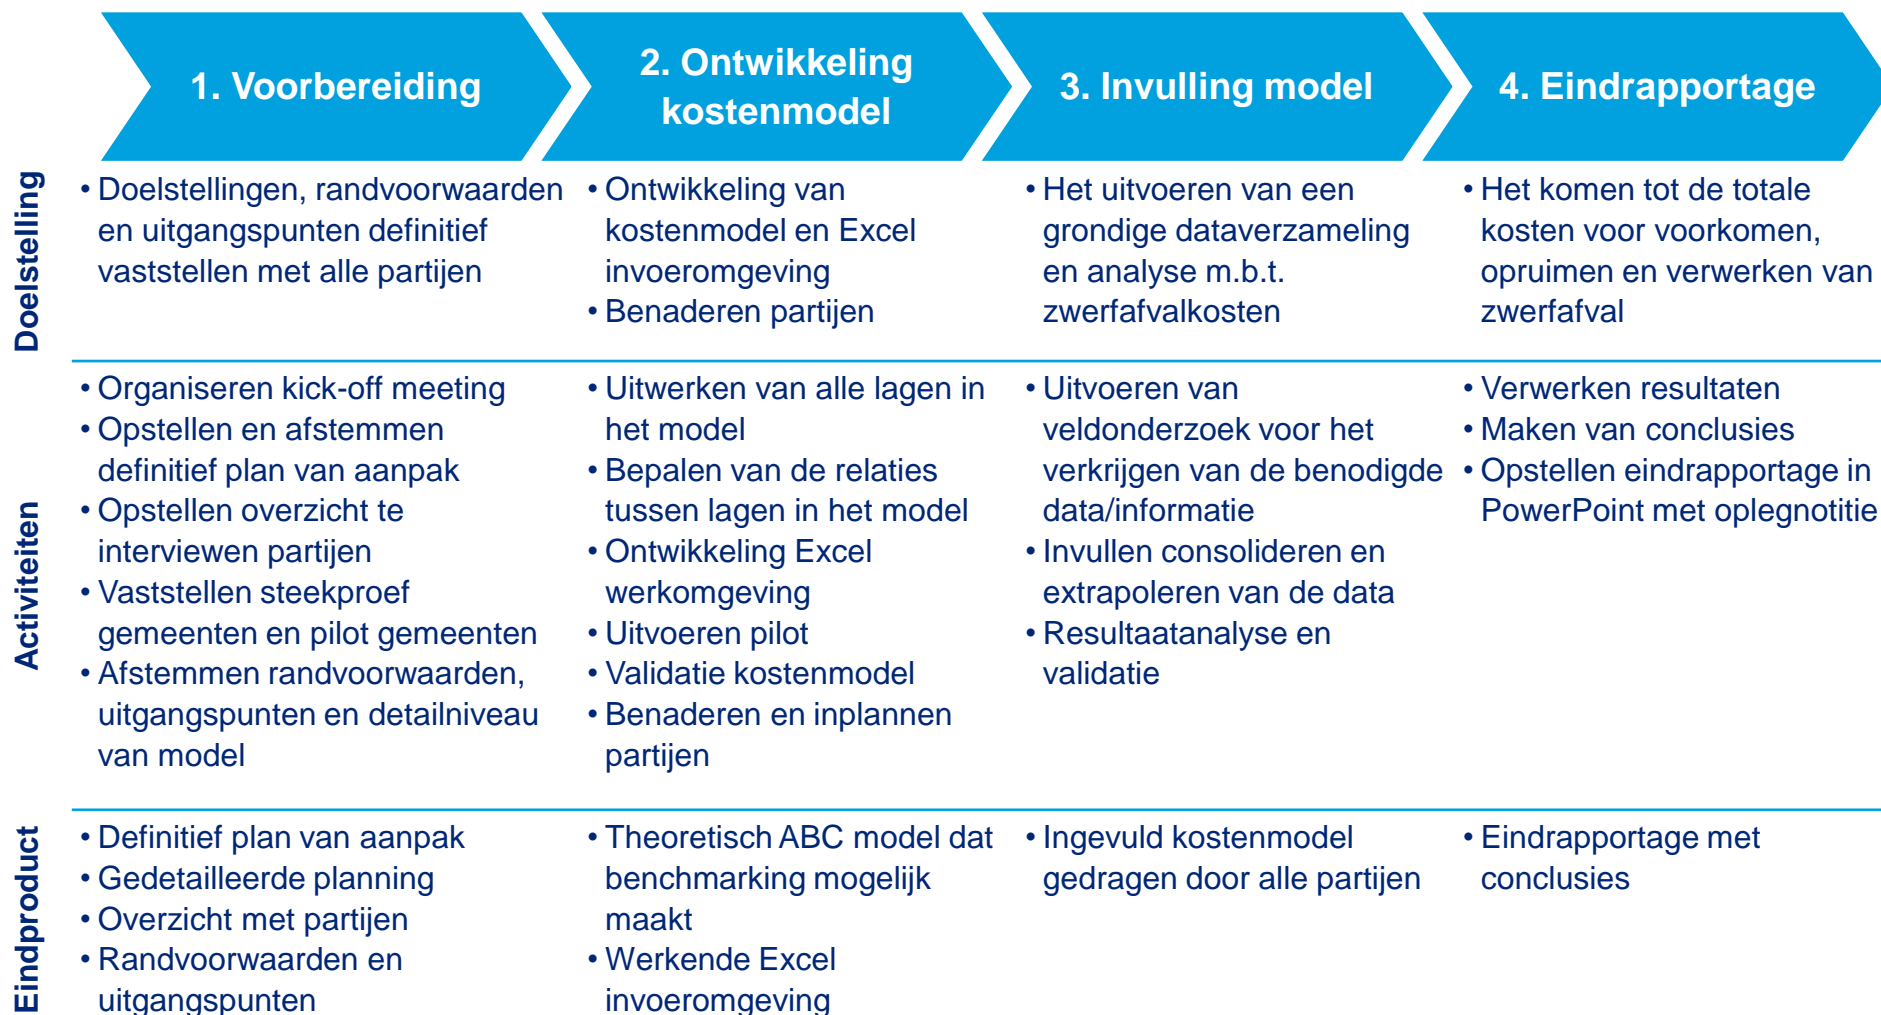 1. Voorbereiding
2. Ontwikkeling
kostenmodel
3. Invulling model
4. Eindrapportage
Doelstelling
• Doelstellingen, randvoorwaarden
en uitgangspunten definitief
vaststellen met alle partijen
• Ontwikkeling van
kostenmodel en Excel
invoeromgeving
• Benaderen partijen
• Het uitvoeren van een
grondige dataverzameling
en analyse m.b.t.
zwerfafvalkosten
• Het komen tot de totale
kosten voor voorkomen,
opruimen en verwerken van
zwerfafval
Activiteiten
• Organiseren kick-off meeting
• Opstellen en afstemmen
definitief plan van aanpak
• Opstellen overzicht te
interviewen partijen
• Vaststellen steekproef
gemeenten en pilot gemeenten
• Afstemmen randvoorwaarden,
uitgangspunten en detailniveau
van model
• Uitwerken van alle lagen in
het model
• Bepalen van de relaties
tussen lagen in het model
• Ontwikkeling Excel
werkomgeving
• Uitvoeren pilot
• Validatie kostenmodel
• Benaderen en inplannen
partijen
• Uitvoeren van
veldonderzoek voor het
verkrijgen van de benodigde
data/informatie
• Invullen consolideren en
extrapoleren van de data
• Resultaatanalyse en
validatie
• Verwerken resultaten
• Maken van conclusies
• Opstellen eindrapportage in
PowerPoint met oplegnotitie
Eindproduct
• Definitief plan van aanpak
• Gedetailleerde planning
• Overzicht met partijen
• Randvoorwaarden en
uitgangspunten
• Theoretisch ABC model dat
benchmarking mogelijk
maakt
• Werkende Excel
invoeromgeving
• Ingevuld kostenmodel
gedragen door alle partijen
• Eindrapportage met
conclusies